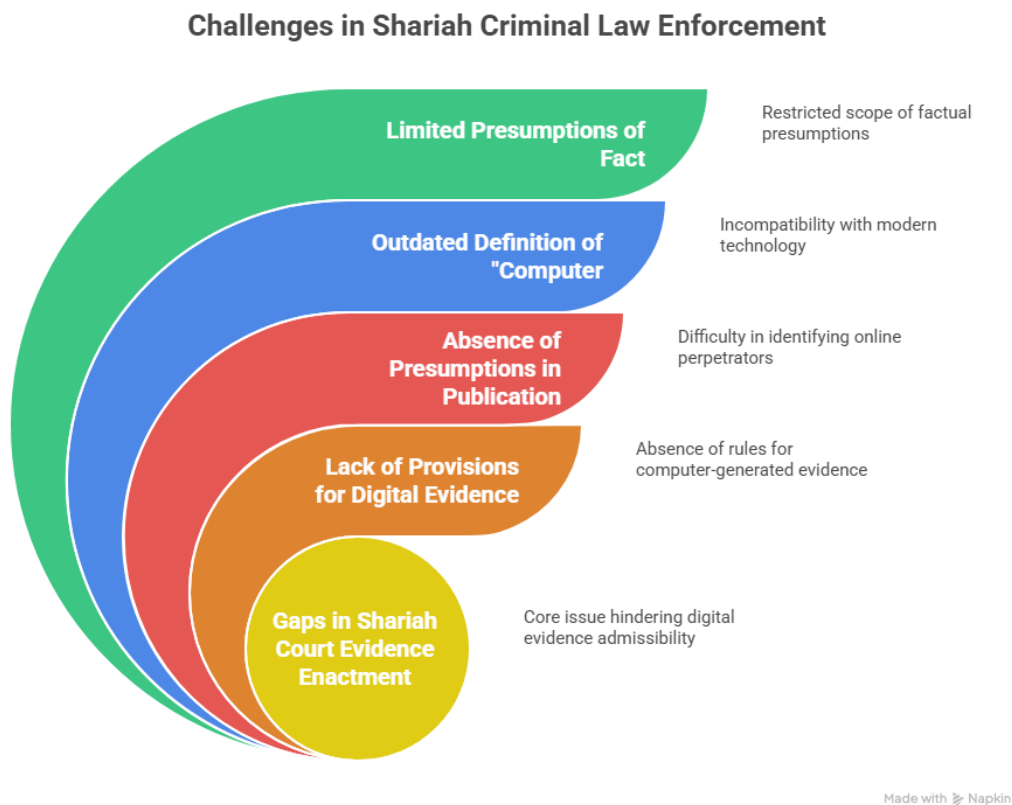 Challenges in Shariah Criminal Law Enforcement
Limited Presumptions of
Fact
Restricted scope of factual
presumptions
Outdated Definition of
"Computer
Incompatibility with modern
technology
Absence of
Presumptions in
Publication
Difficulty in identifying online
perpetrators
Lack of Provisions
for Digital Evidence
Absence of rules for
computer-generated evidence
Gaps in Shariah
Court Evidence
Enactment
Core issue hindering digital
evidence admissibility
Made with Napkin